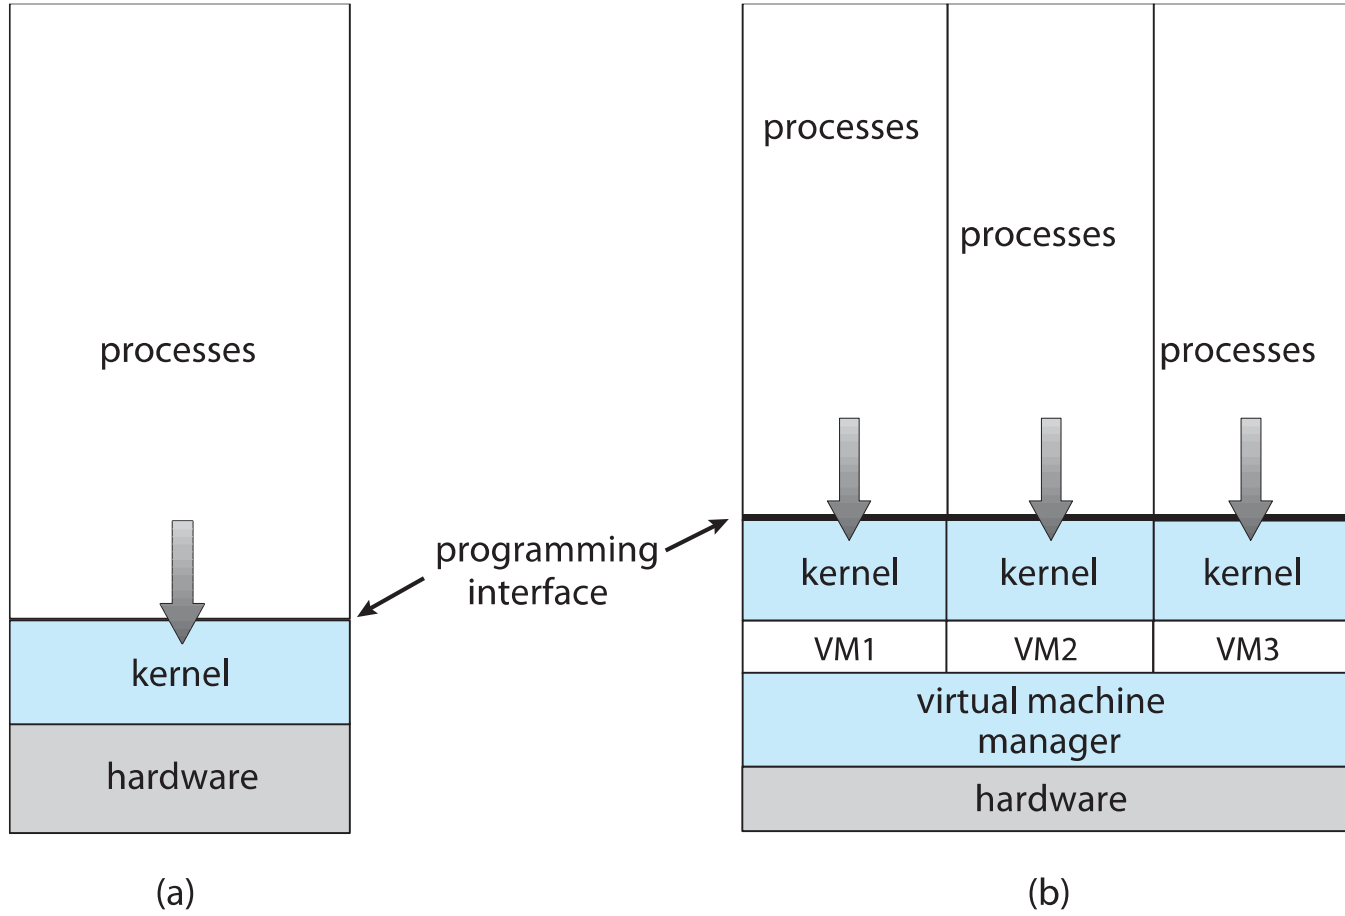 processes
kernel
hardware
(a)
programming
interface
processes
processes
processes
kernel
kernel
kernel
VM1
VM2
VM3
virtual machine
manager
hardware
(b)